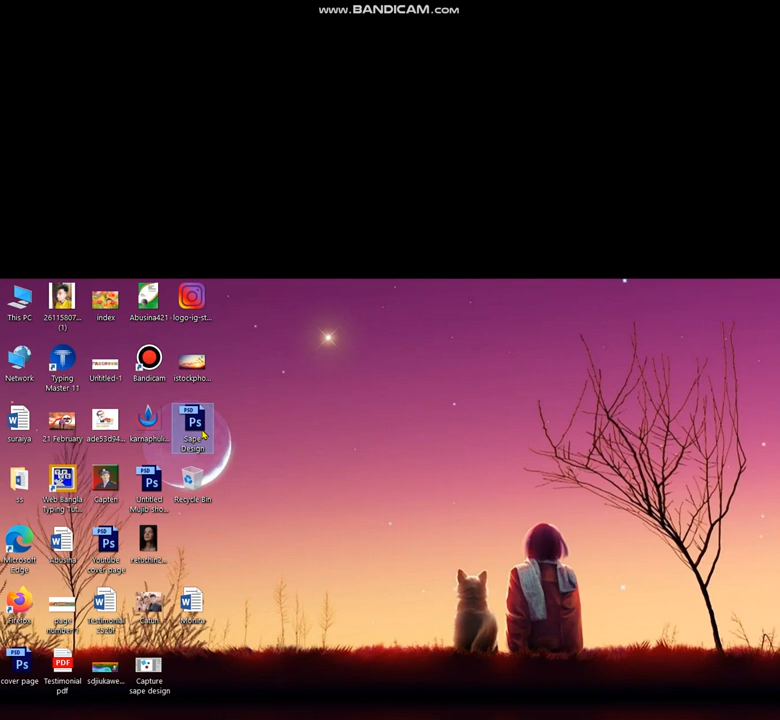 www.BANDICAM.com
This PC
26115807...
(1)
index
Abusina421
logo-ig-st...
Network
Typing
Master 11
Untitled-1
Bandicam
istockpho...
suraiya
21 February
ade53d94...
karnaphuli...
Sape
Design
ss
Web Bangla
Typing Tut...
Capten
Untitled
Mujib sho...
Recycle Bin
Microsoft
Edge
Abusina
Youtube
cover page
Firefox
page
Testimonial
cover page
Testimonial
pdf
sdjiukawe...
Capture
sape design